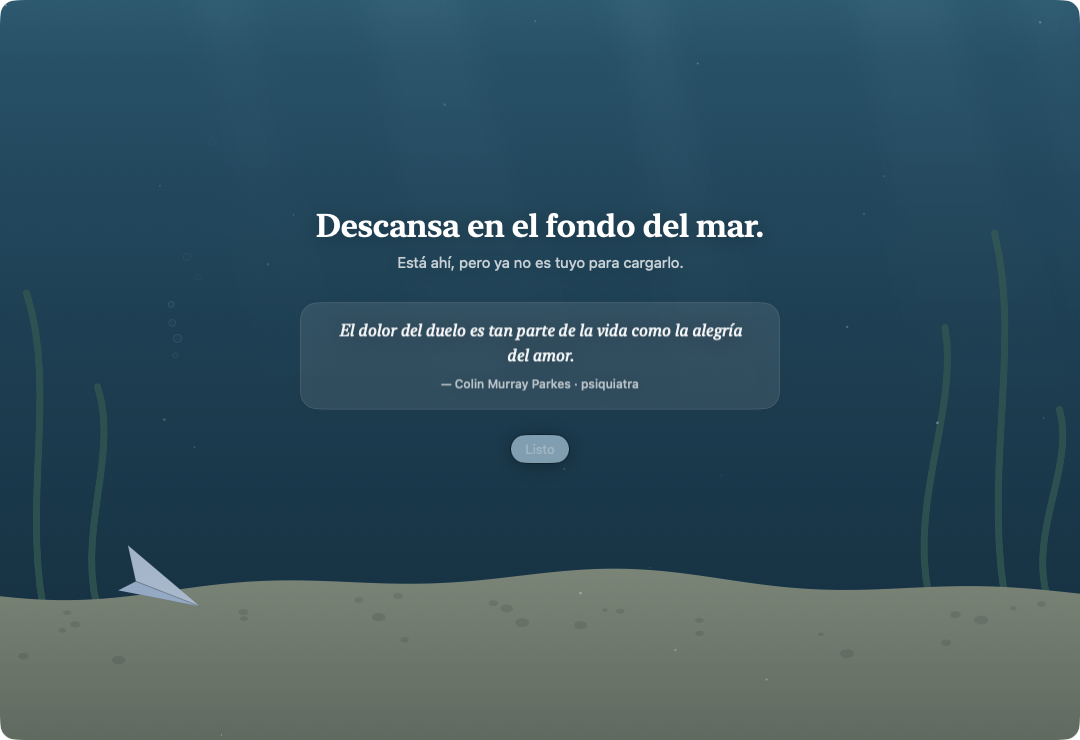 Descansa en el fondo del mar.
Está ahí, pero ya no es tuyo para cargarlo.
El dolor del duelo es tan parte de la vida como la alegría
del amor.
— Colin Murray Parkes · psiquiatra
Listo